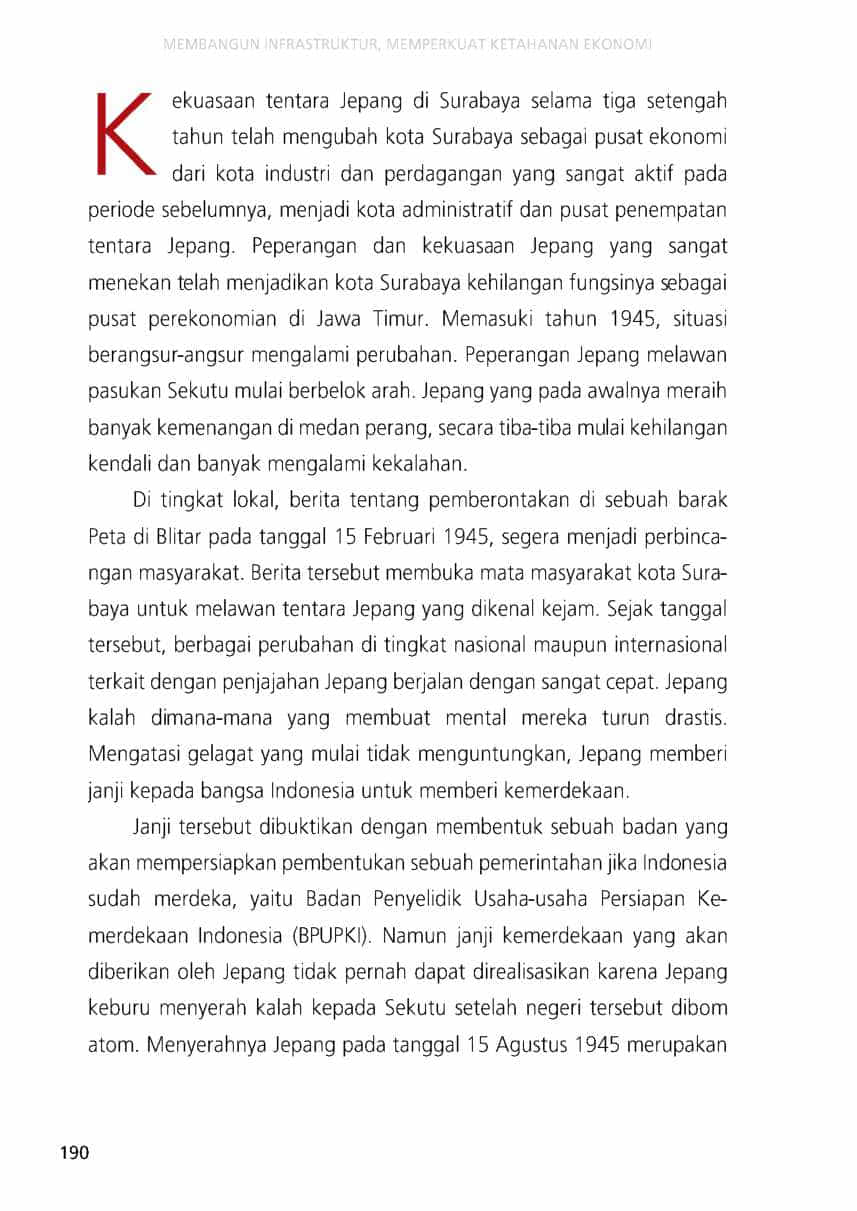 MEMBANGUN INFRASTRUKTUR, MEMPERKUAT KETAHANAN EKONOMI
Kekuasaan tentara Jepang di Surabaya selama tiga setengah
tahun telah mengubah kota Surabaya sebagai pusat ekonomi
dari kota industri dan perdagangan yang sangat aktif pada
periode sebelumnya, menjadi kota administratif dan pusat penempatan
tentara Jepang. Peperangan dan kekuasaan Jepang yang sangat
menekan telah menjadikan kota Surabaya kehilangan fungsinya sebagai
pusat perekonomian di Jawa Timur. Memasuki tahun 1945, situasi
berangsur-angsur mengalami perubahan. Peperangan Jepang melawan
pasukan Sekutu mulai berbelok arah. Jepang yang pada awalnya meraih
banyak kemenangan di medan perang, secara tiba-tiba mulai kehilangan
kendali dan banyak mengalami kekalahan.
Di tingkat lokal, berita tentang pemberontakan di sebuah barak
Peta di Blitar pada tanggal 15 Februari 1945, segera menjadi perbinca-
ngan masyarakat. Berita tersebut membuka mata masyarakat kota Sura-
baya untuk melawan tentara Jepang yang dikenal kejam. Sejak tanggal
tersebut, berbagai perubahan di tingkat nasional maupun internasional
terkait dengan penjajahan Jepang berjalan dengan sangat cepat. Jepang
kalah dimana-mana yang membuat mental mereka turun drastis.
Mengatasi gelagat yang mulai tidak menguntungkan, Jepang memberi
janji kepada bangsa Indonesia untuk memberi kemerdekaan.
Janji tersebut dibuktikan dengan membentuk sebuah badan yang
akan mempersiapkan pembentukan sebuah pemerintahan jika Indonesia
sudah merdeka, yaitu Badan Penyelidik Usaha-usaha Persiapan Ke-
merdekaan Indonesia (BPUPKI). Namun janji kemerdekaan yang akan
diberikan oleh Jepang tidak pernah dapat direalisasikan karena Jepang
keburu menyerah kalah kepada Sekutu setelah negeri tersebut dibom
atom. Menyerahnya Jepang pada tanggal 15 Agustus 1945 merupakan
190